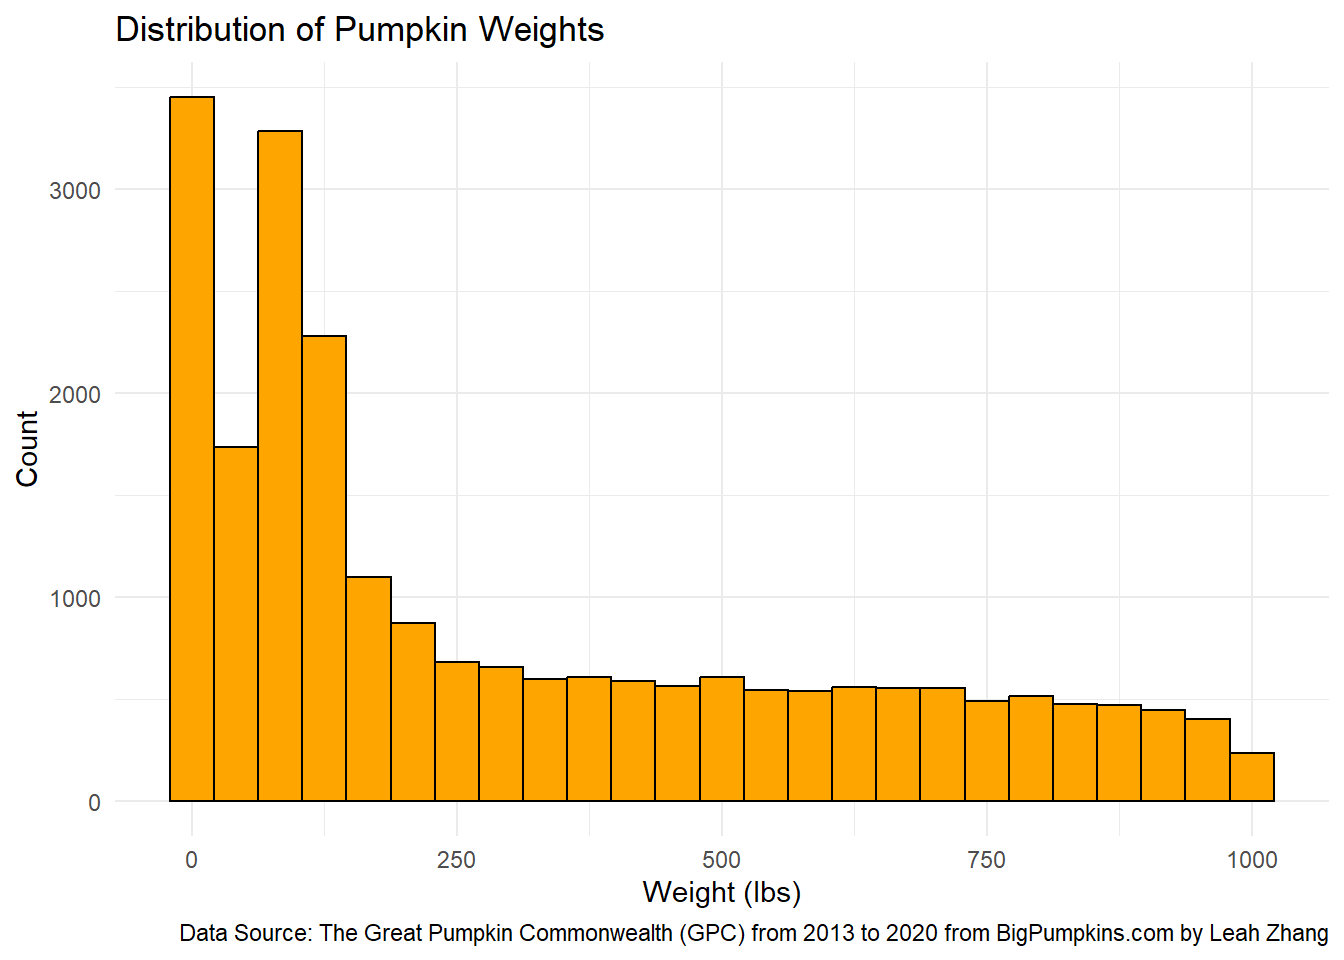 Distribution of Pumpkin Weights
3000
2000
1000
0
Count
0 250 500 750 1000
Weight (lbs)
Data Source: The Great Pumpkin Commonwealth (GPC) from 2013 to 2020 from BigPumpkins.com by Leah Zhang